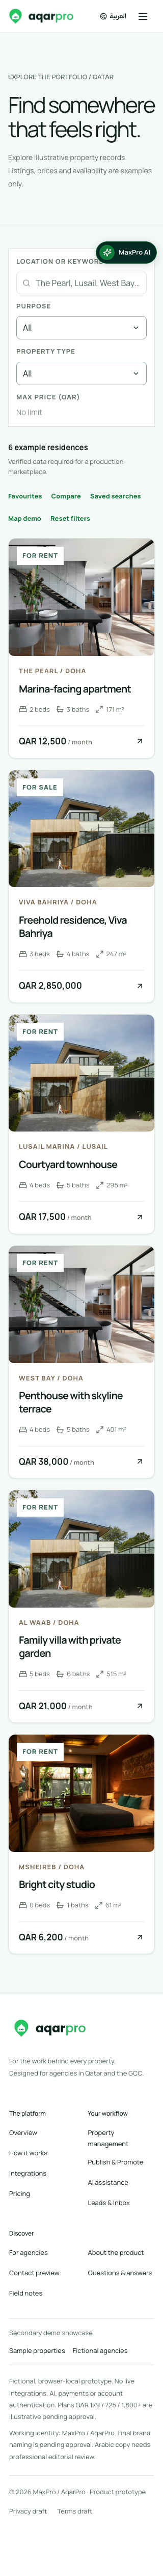 aqarpro
العربية
EXPLORE THE PORTFOLIO / QATAR
Find somewhere
that feels right.
Explore illustrative property records.
Listings, prices and availability are examples
only.
MaxPro AI
LOCATION OR KEYWORD
The Pearl, Lusail, West Bay…
PURPOSE
All
PROPERTY TYPE
All
MAX PRICE (QAR)
No limit
6 example residences
Verified data required for a production
marketplace.
Favourites
Compare
Saved searches
Map demo
Reset filters
FOR RENT
THE PEARL / DOHA
Marina-facing apartment
2 beds 3 baths 171 m²
QAR 12,500 / month
FOR SALE
VIVA BAHRIYA / DOHA
Freehold residence, Viva
Bahriya
3 beds 4 baths 247 m²
QAR 2,850,000
FOR RENT
LUSAIL MARINA / LUSAIL
Courtyard townhouse
4 beds 5 baths 295 m²
QAR 17,500 / month
FOR RENT
WEST BAY / DOHA
Penthouse with skyline
terrace
4 beds 5 baths 401 m²
QAR 38,000 / month
FOR RENT
AL WAAB / DOHA
Family villa with private
garden
5 beds 6 baths 515 m²
QAR 21,000 / month
FOR RENT
MSHEIREB / DOHA
Bright city studio
0 beds 1 baths 61 m²
QAR 6,200 / month
aqarpro
For the work behind every property.
Designed for agencies in Qatar and the GCC.
The platform
Overview
How it works
Integrations
Pricing
Your workflow
Property
management
Publish & Promote
AI assistance
Leads & Inbox
Discover
For agencies
Contact preview
Field notes
About the product
Questions & answers
Secondary demo showcase
Sample properties
Fictional agencies
Fictional, browser-local prototype. No live
integrations, AI, payments or account
authentication. Plans QAR 179 / 725 / 1,800+ are
illustrative pending approval.
Working identity: MaxPro / AqarPro. Final brand
naming is pending approval. Arabic copy needs
professional editorial review.
© 2026 MaxPro / AqarPro · Product prototype
Privacy draft
Terms draft